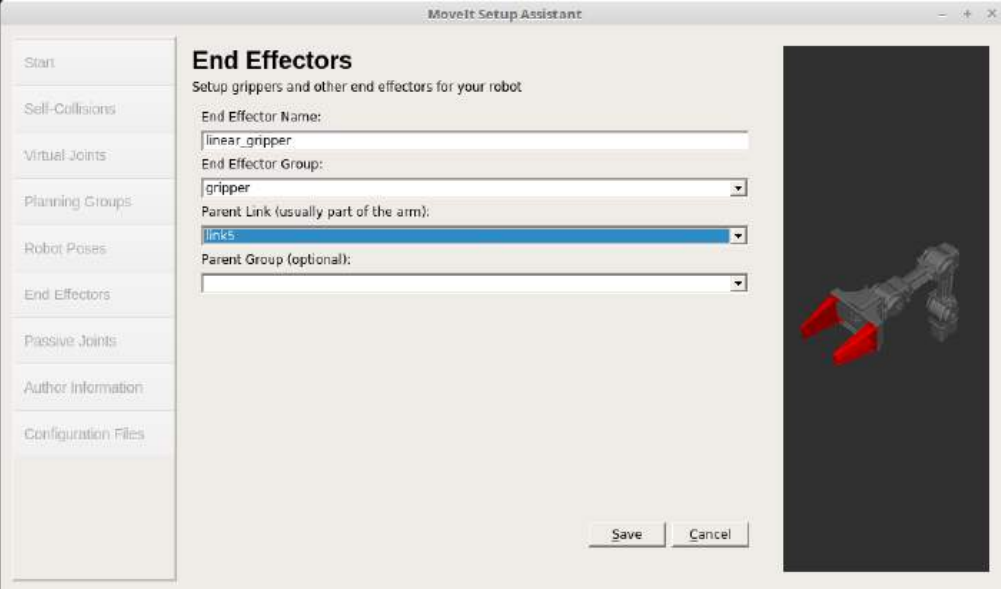 MoveIt Setup Assistant
Start
Self-Collisions
Virtual Joints
Planning Groups
Robot Poses
End Effectors
Passive Joints
Author Information
Configuration Files
End Effectors
Setup grippers and other end effectors for your robot
End Effector Name:
linear_gripper
End Effector Group:
gripper
Parent Link (usually part of the arm):
link5
Parent Group (optional):
Save
Cancel